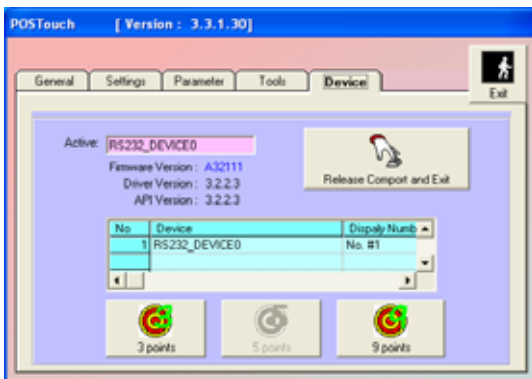 POSTouch [ Version : 3.3.1.30]
General Settings Parameter Tools Device
Exit
Active: RS232_DEVICE0
Firmware Version : A32111
Driver Version : 3.2.2.3
API Version : 3.2.2.3
Release Comport and Exit
No Device Dispaly Numb
1 RS232_DEVICE0 No. #1
3 points 5 points 9 points